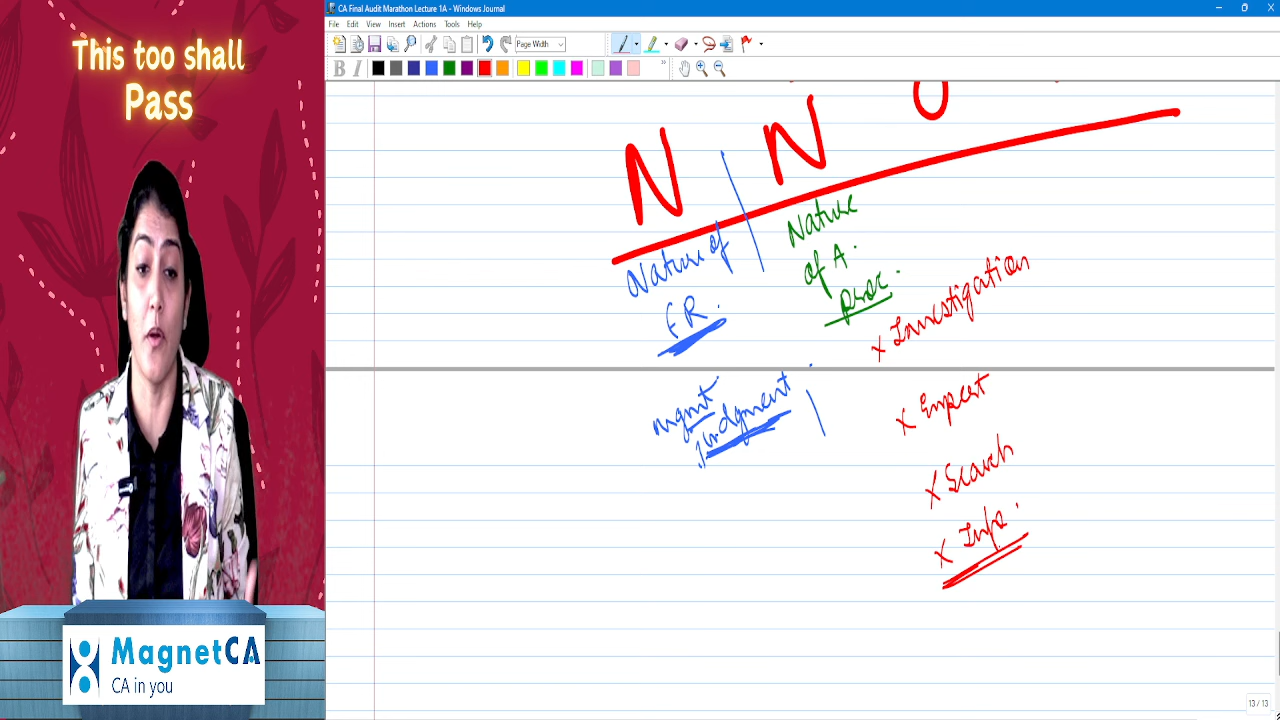 This too shall
Pass
CA Final Audit Marathon Lecture 1A - Windows Journal
File Edit View Insert Actions Tools Help
Page Width
B I
N N
Nature of
FR.
Nature
of A.
proc.
x Investigation
mgmt
judgment
x Expert
x Search
x Info.
MagnetCA
CA in you
13 / 13